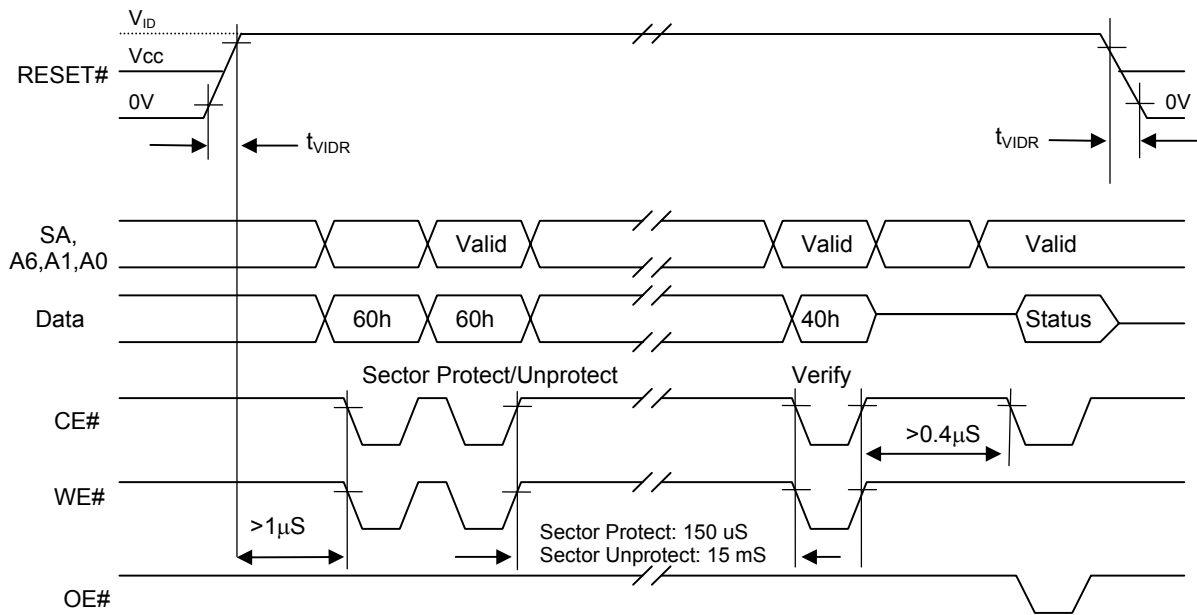 V_ID
Vcc
RESET#
0V
0V
t_VIDR
t_VIDR
SA,
A6,A1,A0
Valid
Valid
Valid
Data
60h
60h
40h
Status
Sector Protect/Unprotect
Verify
CE#
>0.4μS
WE#
>1μS
Sector Protect: 150 uS
Sector Unprotect: 15 mS
OE#